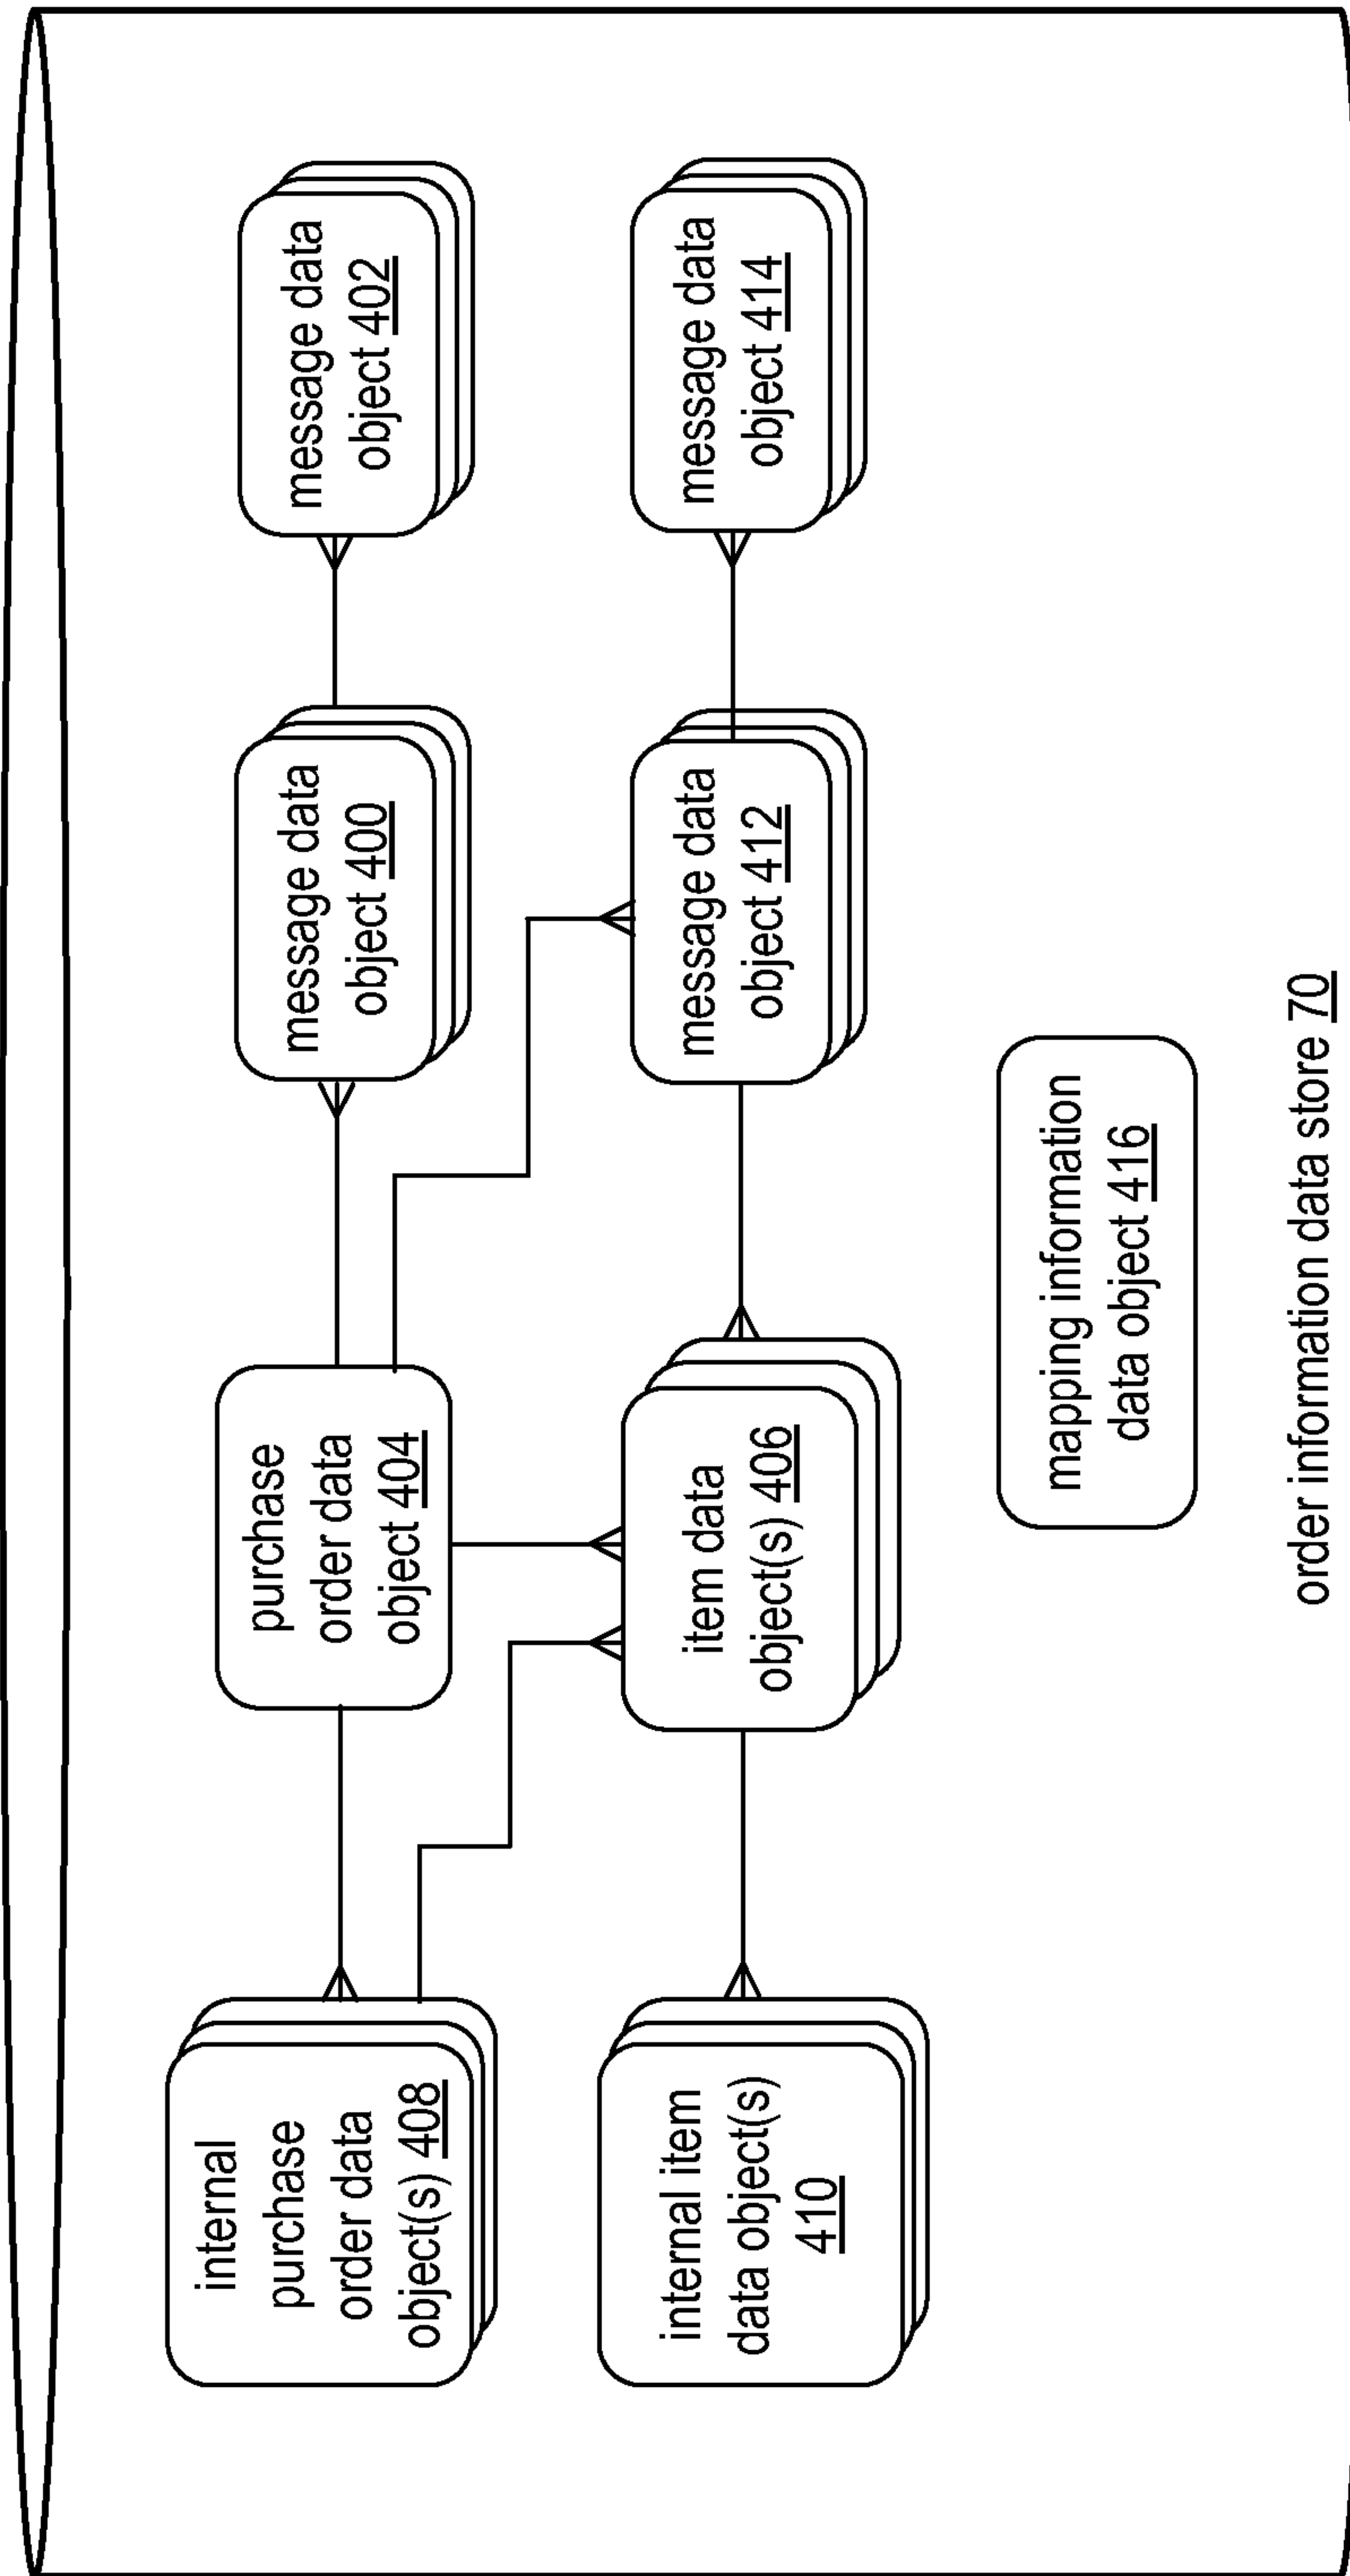 internal
purchase
order data
object(s) 408
purchase
order data
object 404
message data
object 400
message data
object 402
internal item
data object(s)
410
item data
object(s) 406
message data
object 412
message data
object 414
mapping information
data object 416
order information data store 70